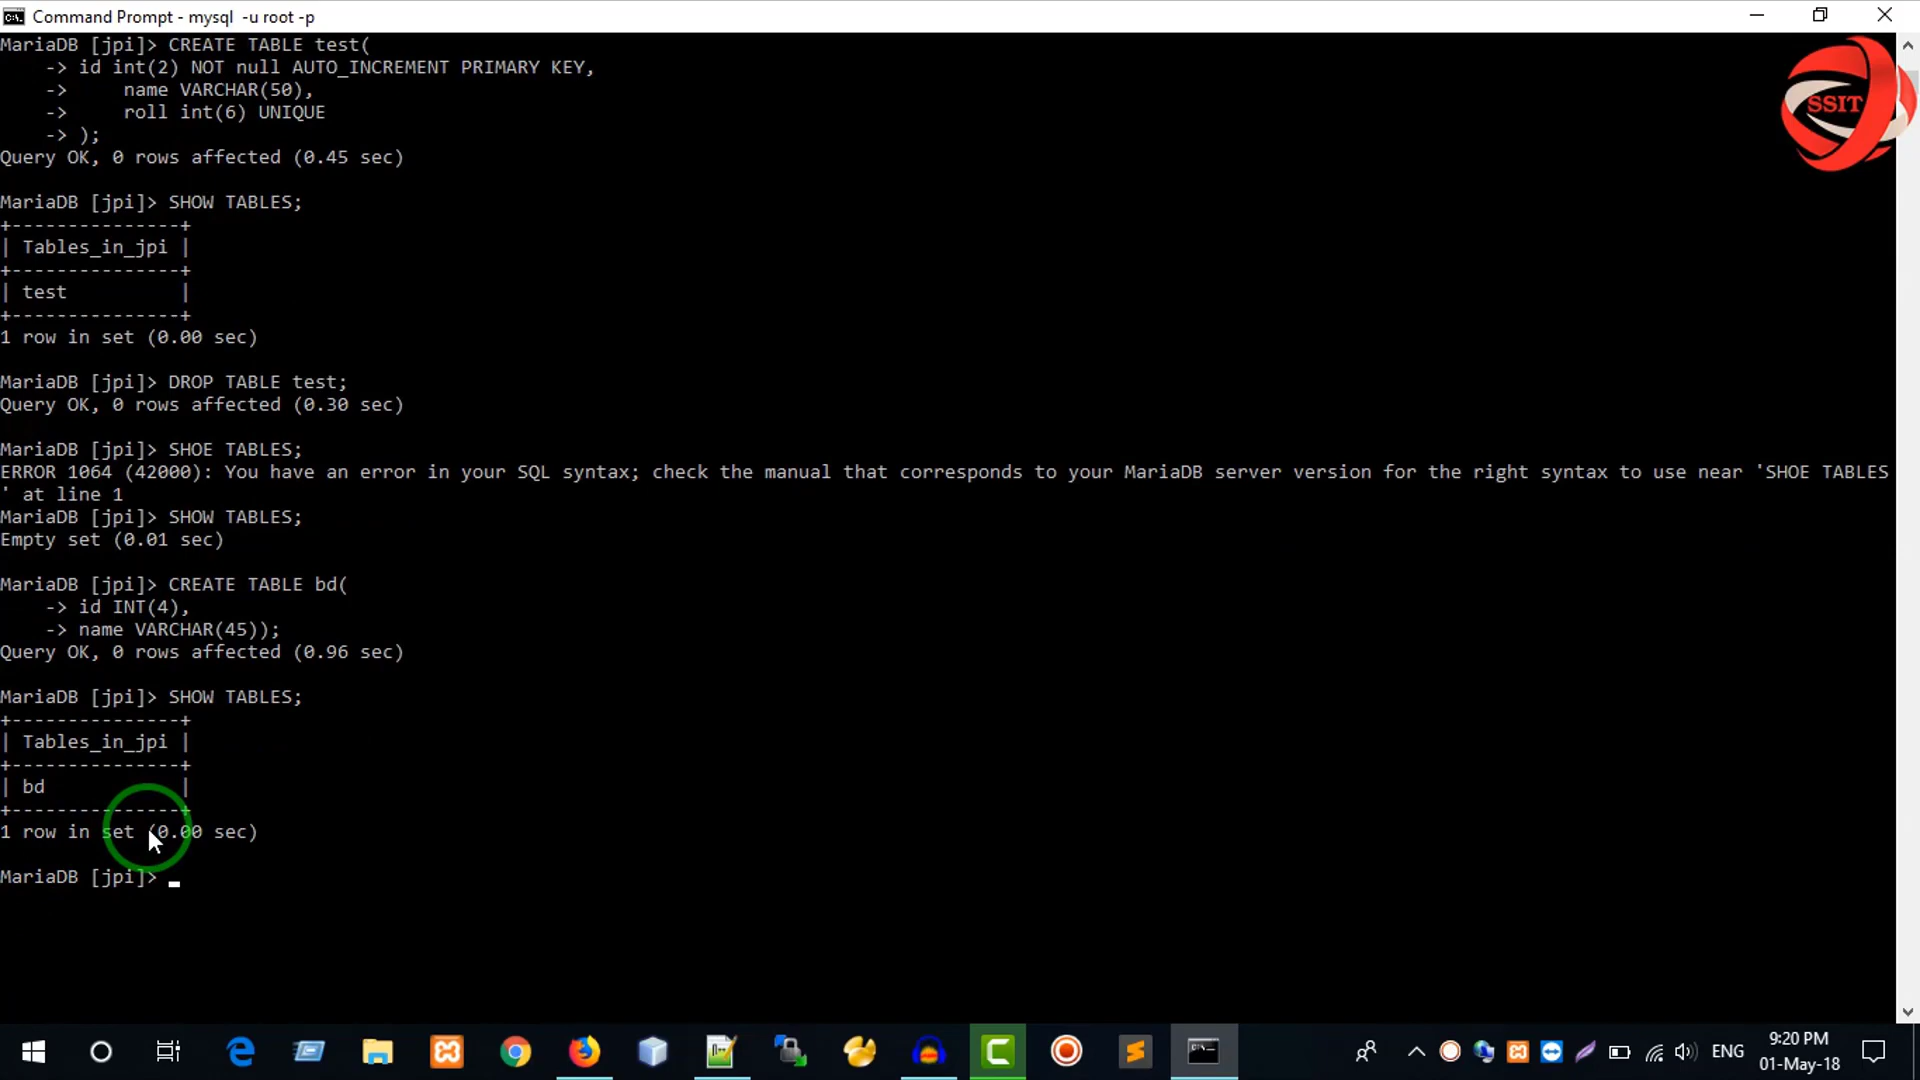 Command Prompt - mysql  -u root -p
MariaDB [jpi]> CREATE TABLE test(
    -> id int(2) NOT null AUTO_INCREMENT PRIMARY KEY,
    ->     name VARCHAR(50),
    ->     roll int(6) UNIQUE
    -> );
Query OK, 0 rows affected (0.45 sec)
SSIT
MariaDB [jpi]> SHOW TABLES;
+---------------+
| Tables_in_jpi |
+---------------+
| test          |
+---------------+
1 row in set (0.00 sec)
MariaDB [jpi]> DROP TABLE test;
Query OK, 0 rows affected (0.30 sec)
MariaDB [jpi]> SHOE TABLES;
ERROR 1064 (42000): You have an error in your SQL syntax; check the manual that corresponds to your MariaDB server version for the right syntax to use near 'SHOE TABLES
' at line 1
MariaDB [jpi]> SHOW TABLES;
Empty set (0.01 sec)
MariaDB [jpi]> CREATE TABLE bd(
    -> id INT(4),
    -> name VARCHAR(45));
Query OK, 0 rows affected (0.96 sec)
MariaDB [jpi]> SHOW TABLES;
+---------------+
| Tables_in_jpi |
+---------------+
| bd            |
+---------------+
1 row in set (0.00 sec)
MariaDB [jpi]> _
ENG
9:20 PM
01-May-18